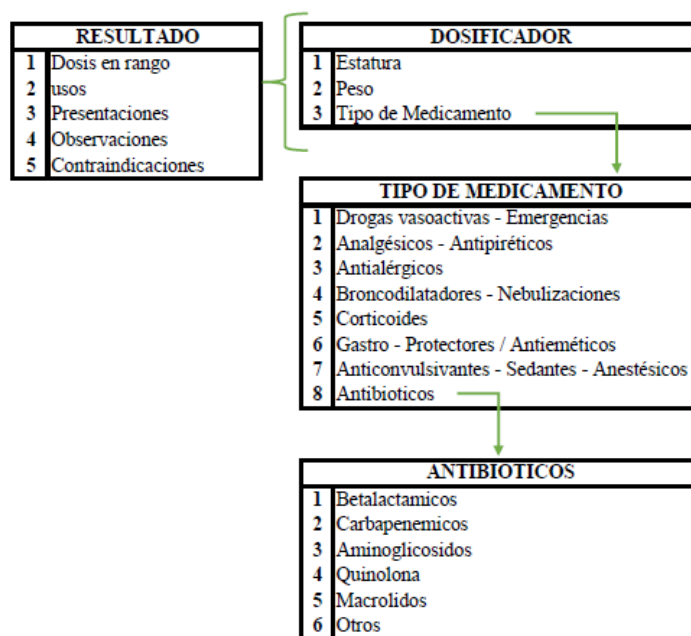 RESULTADO
1 Dosis en rango
2 usos
3 Presentaciones
4 Observaciones
5 Contraindicaciones
DOSIFICADOR
1 Estatura
2 Peso
3 Tipo de Medicamento
TIPO DE MEDICAMENTO
1 Drogas vasoactivas - Emergencias
2 Analgésicos - Antipiréticos
3 Antialérgicos
4 Broncodilatadores - Nebulizaciones
5 Corticoides
6 Gastro - Protectores / Antieméticos
7 Anticonvulsivantes - Sedantes - Anestésicos
8 Antibioticos
ANTIBIOTICOS
1 Betalactamicos
2 Carbapenemicos
3 Aminoglicosidos
4 Quinolona
5 Macrolidos
6 Otros